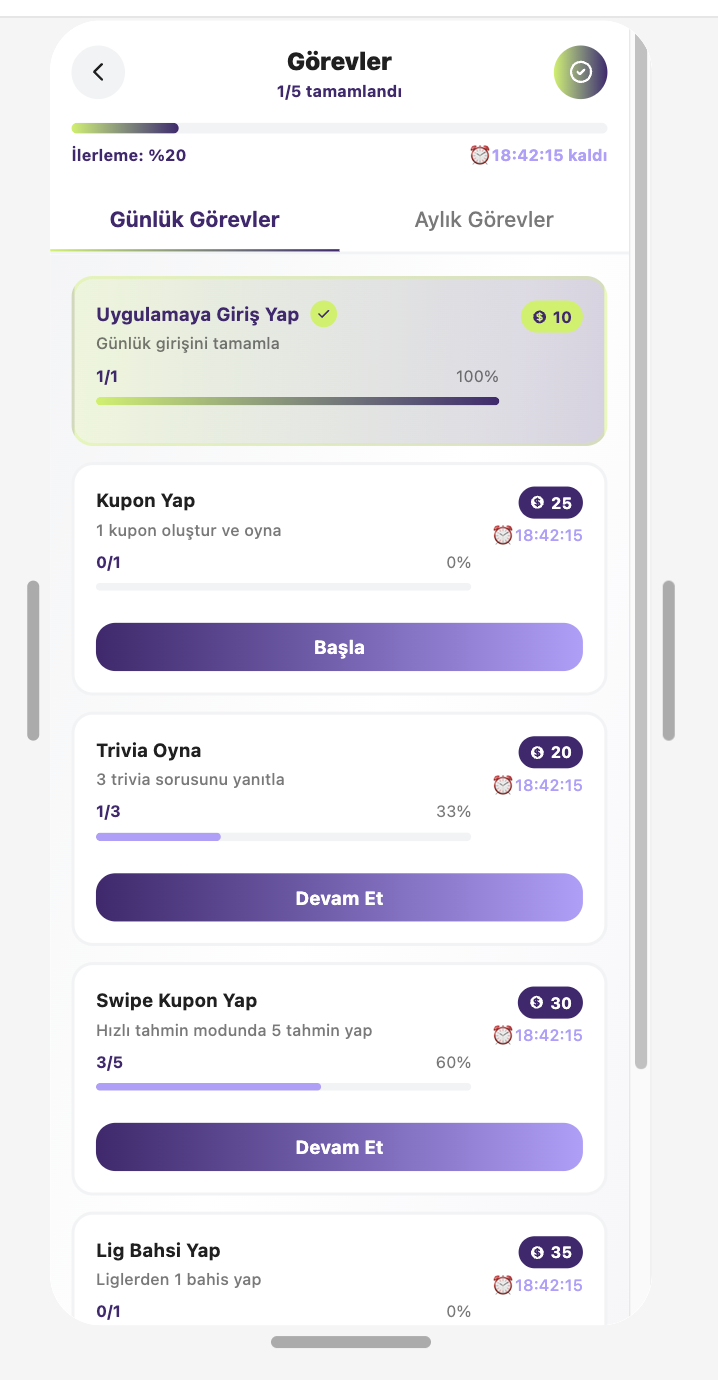 Görevler
1/5 tamamlandı
İlerleme: %20
⏰18:42:15 kaldı
Günlük Görevler
Aylık Görevler
Uygulamaya Giriş Yap
$ 10
Günlük girişini tamamla
1/1
100%
Kupon Yap
$ 25
1 kupon oluştur ve oyna
⏰18:42:15
0/1
0%
Başla
Trivia Oyna
$ 20
3 trivia sorusunu yanıtla
⏰18:42:15
1/3
33%
Devam Et
Swipe Kupon Yap
$ 30
Hızlı tahmin modunda 5 tahmin yap
⏰18:42:15
3/5
60%
Devam Et
Lig Bahsi Yap
$ 35
Liglerden 1 bahis yap
⏰18:42:15
0/1
0%